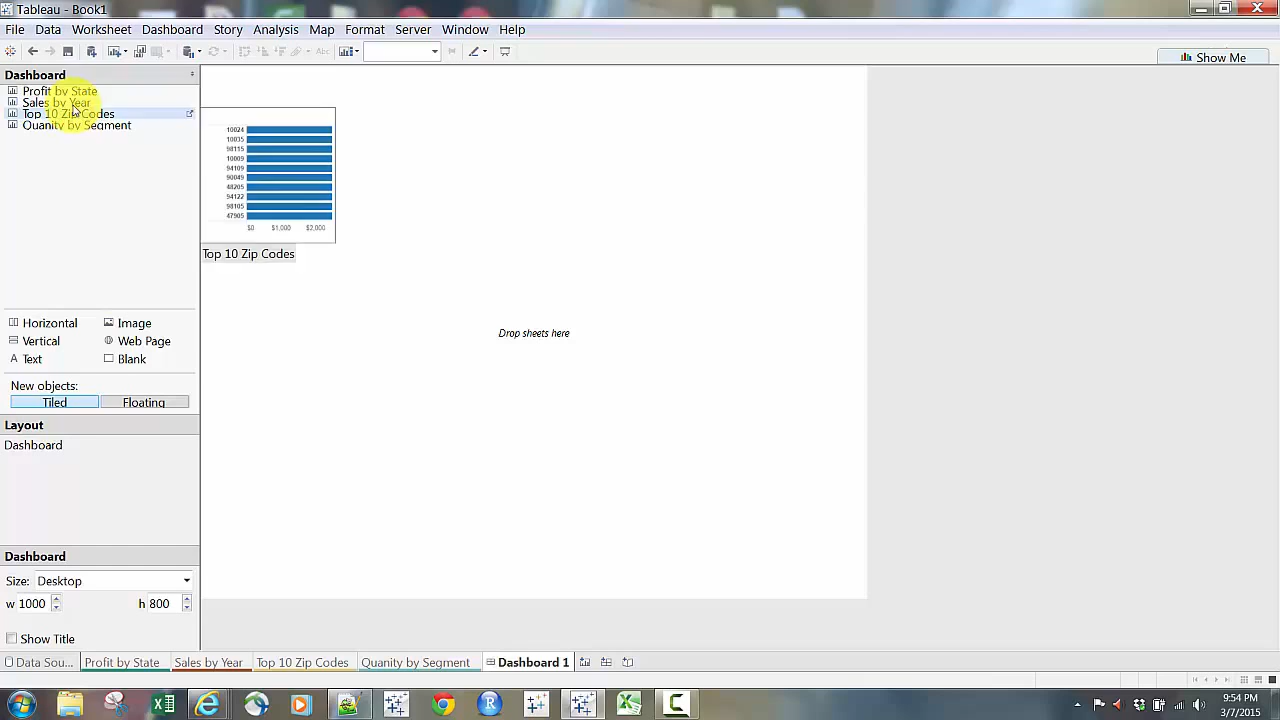 Tableau - Book1
File Data Worksheet Dashboard Story Analysis Map Format Server Window Help
Abc
Show Me
Dashboard
Profit by State
Sales by Year
Top 10 Zip Codes
Quanity by Segment
10024
10035
98115
10009
94109
90049
48205
94122
98105
47905
$0 $1,000 $2,000
Top 10 Zip Codes
Drop sheets here
Horizontal Image
Vertical Web Page
A Text Blank
New objects:
Tiled Floating
Layout
Dashboard
Dashboard
Size: Desktop
w 1000 h 800
Show Title
Data Sou... Profit by State Sales by Year Top 10 Zip Codes Quanity by Segment Dashboard 1
9:54 PM
3/7/2015